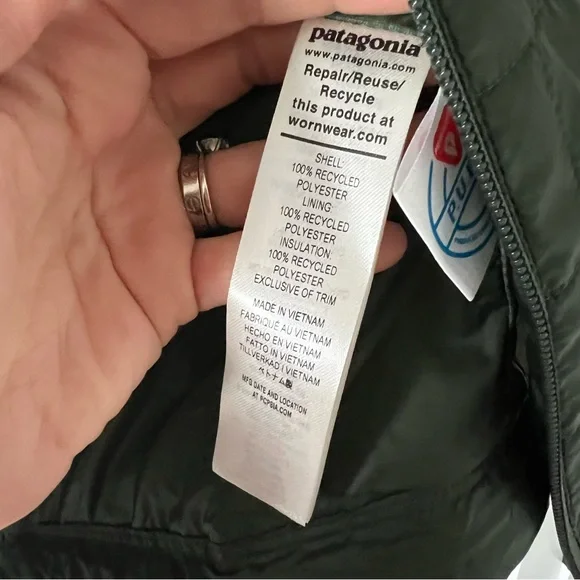 patagonia
www.patagonia.com
Repair/Reuse/
Recycle
this product at
wornwear.com
SHELL:
100% RECYCLED
POLYESTER
LINING:
100% RECYCLED
POLYESTER
INSULATION:
100% RECYCLED
POLYESTER
EXCLUSIVE OF TRIM
MADE IN VIETNAM
FABRIQUÉ AU VIETNAM
HECHO EN VIETNAM
FATTO IN VIETNAM
TILLVERKAD I VIETNAM
ベトナム製
MFG DATE AND LOCATION
AT PCPSIA.COM